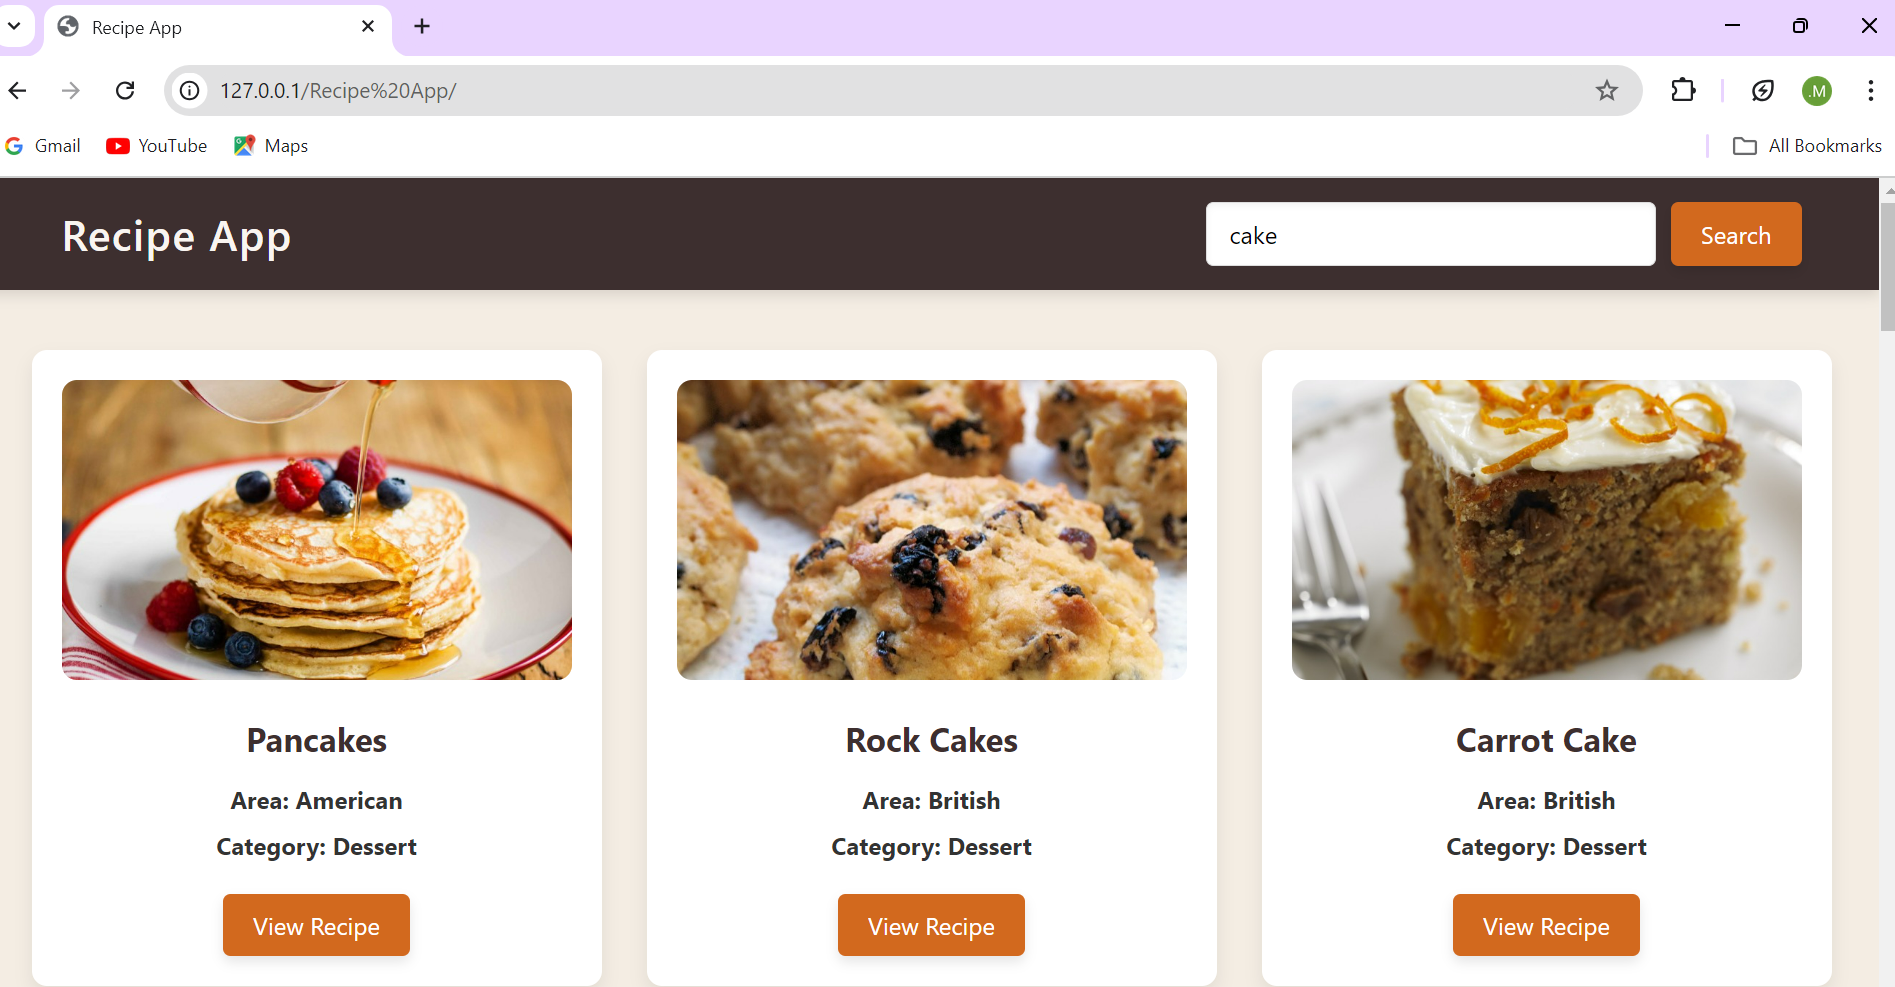 Recipe App
127.0.0.1/Recipe%20App/
.M
Gmail YouTube Maps All Bookmarks
Recipe App cake Search
Pancakes
Area: American
Category: Dessert
View Recipe
Rock Cakes
Area: British
Category: Dessert
View Recipe
Carrot Cake
Area: British
Category: Dessert
View Recipe